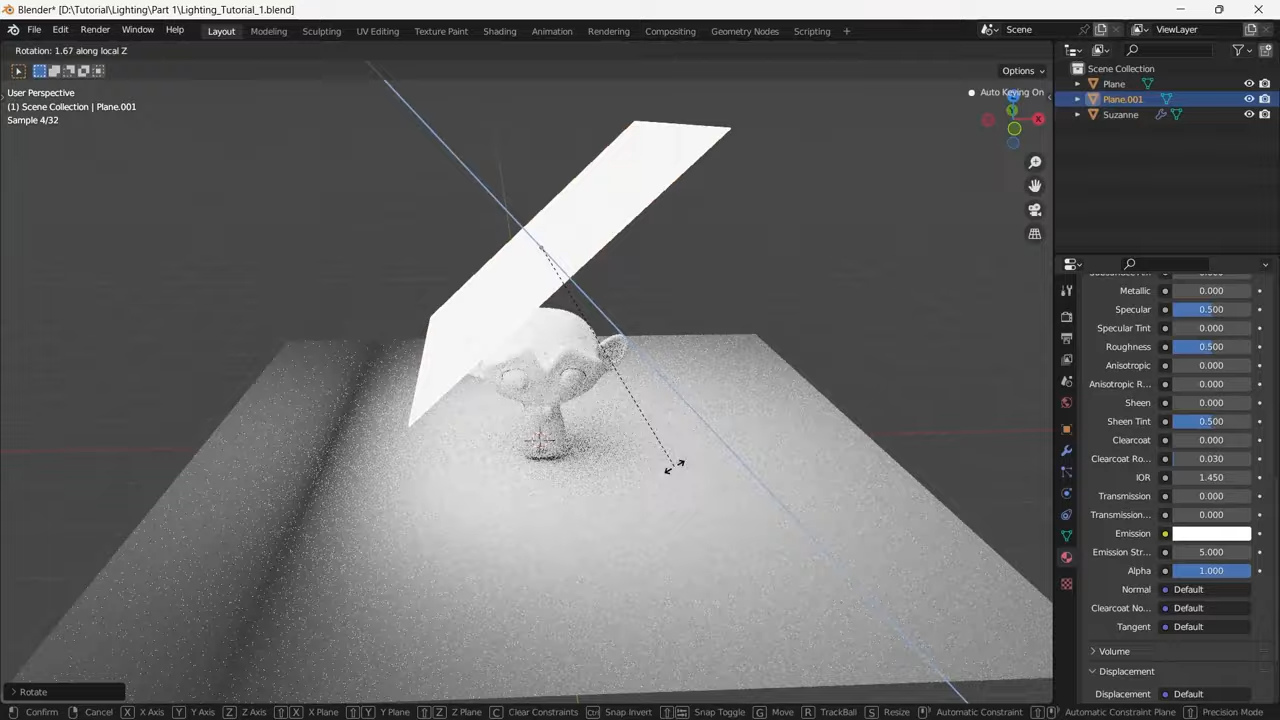 Blender* [D:\Tutorial\Lighting\Part 1\Lighting_Tutorial_1.blend]
File Edit Render Window Help Layout Modeling Sculpting UV Editing Texture Paint Shading Animation Rendering Compositing Geometry Nodes Scripting + Scene ViewLayer
Rotation: 1.67 along local Z
Options
User Perspective
(1) Scene Collection | Plane.001
Sample 4/32
Auto Keying On
X
Scene Collection
Plane
Plane.001
Suzanne
Metallic 0.000
Specular 0.500
Specular Tint 0.000
Roughness 0.500
Anisotropic 0.000
Anisotropic R... 0.000
Sheen 0.000
Sheen Tint 0.500
Clearcoat 0.000
Clearcoat Ro... 0.030
IOR 1.450
Transmission 0.000
Transmission... 0.000
Emission
Emission Str... 5.000
Alpha 1.000
Normal Default
Clearcoat No... Default
Tangent Default
Volume
Displacement
Displacement Default
Rotate
Confirm Cancel X X Axis Y Y Axis Z Z Axis X X Plane Y Y Plane Z Z Plane C Clear Constraints Ctrl Snap Invert Snap Toggle G Move R TrackBall S Resize Automatic Constraint Automatic Constraint Plane Precision Mode